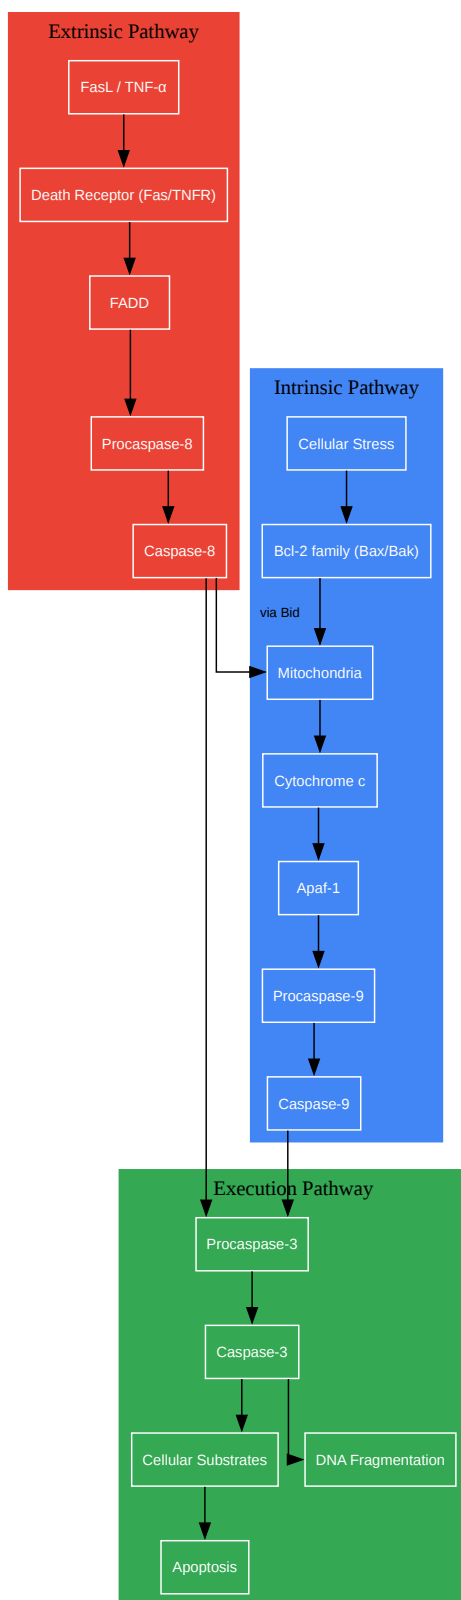 Extrinsic Pathway
FasL / TNF-α
Death Receptor (Fas/TNFR)
FADD
Procaspase-8
Caspase-8
Intrinsic Pathway
Cellular Stress
Bcl-2 family (Bax/Bak)
via Bid
Mitochondria
Cytochrome c
Apaf-1
Procaspase-9
Caspase-9
Execution Pathway
Procaspase-3
Caspase-3
Cellular Substrates
DNA Fragmentation
Apoptosis